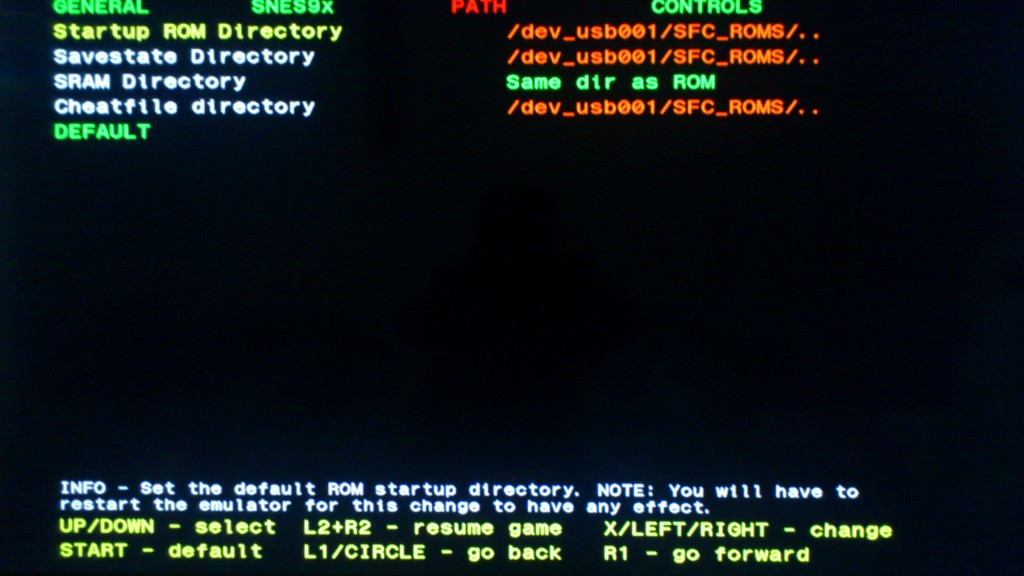 GENERAL SNES9x PATH CONTROLS
Startup ROM Directory /dev_usb001/SFC_ROMS/..
Savestate Directory /dev_usb001/SFC_ROMS/..
SRAM Directory Same dir as ROM
Cheatfile directory /dev_usb001/SFC_ROMS/..
DEFAULT
INFO - Set the default ROM startup directory. NOTE: You will have to
restart the emulator for this change to have any effect.
UP/DOWN - select L2+R2 - resume game X/LEFT/RIGHT - change
START - default L1/CIRCLE - go back R1 - go forward